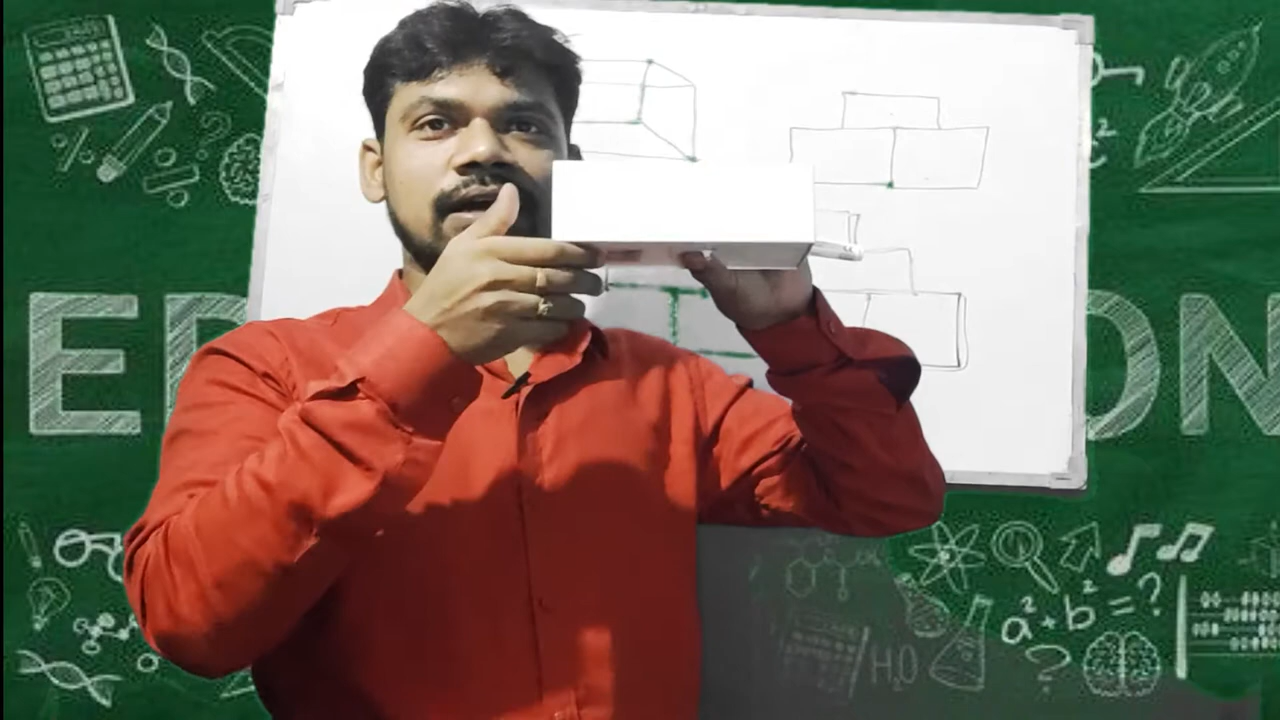 ED
ON
a² + b² = ?
H₂O